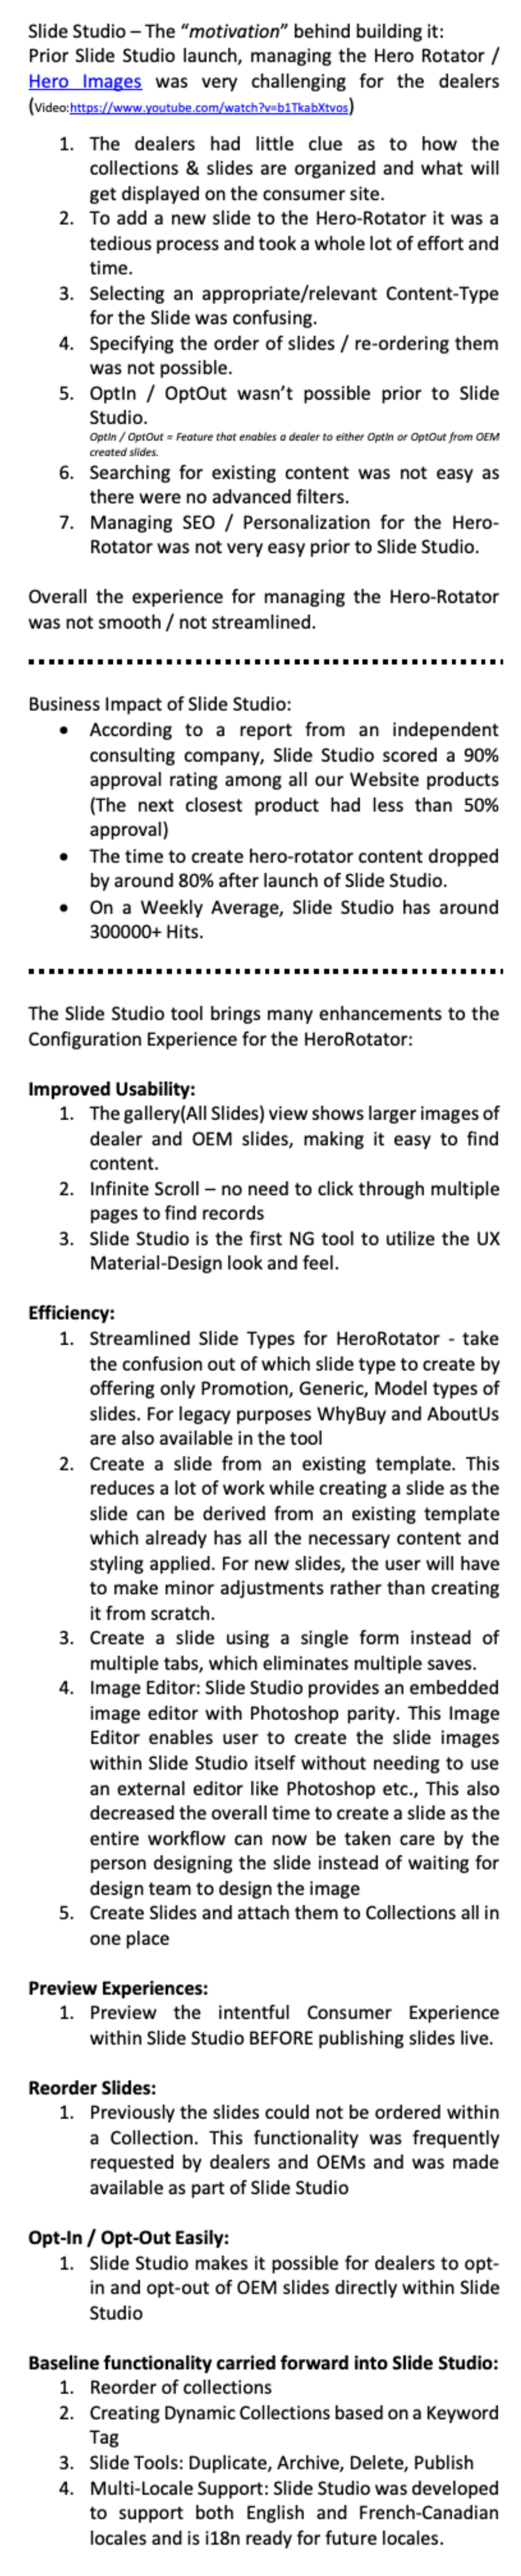 Slide Studio – The “motivation” behind building it:
Prior Slide Studio launch, managing the Hero Rotator /
Hero Images was very challenging for the dealers
(Video:https://www.youtube.com/watch?v=b1TkabXtvos)
1. The dealers had little clue as to how the
collections & slides are organized and what will
get displayed on the consumer site.
2. To add a new slide to the Hero-Rotator it was a
tedious process and took a whole lot of effort and
time.
3. Selecting an appropriate/relevant Content-Type
for the Slide was confusing.
4. Specifying the order of slides / re-ordering them
was not possible.
5. OptIn / OptOut wasn’t possible prior to Slide
Studio.
OptIn / OptOut = Feature that enables a dealer to either OptIn or OptOut from OEM
created slides.
6. Searching for existing content was not easy as
there were no advanced filters.
7. Managing SEO / Personalization for the Hero-
Rotator was not very easy prior to Slide Studio.
Overall the experience for managing the Hero-Rotator
was not smooth / not streamlined.
Business Impact of Slide Studio:
• According to a report from an independent
consulting company, Slide Studio scored a 90%
approval rating among all our Website products
(The next closest product had less than 50%
approval)
• The time to create hero-rotator content dropped
by around 80% after launch of Slide Studio.
• On a Weekly Average, Slide Studio has around
300000+ Hits.
The Slide Studio tool brings many enhancements to the
Configuration Experience for the HeroRotator:
Improved Usability:
1. The gallery(All Slides) view shows larger images of
dealer and OEM slides, making it easy to find
content.
2. Infinite Scroll – no need to click through multiple
pages to find records
3. Slide Studio is the first NG tool to utilize the UX
Material-Design look and feel.
Efficiency:
1. Streamlined Slide Types for HeroRotator - take
the confusion out of which slide type to create by
offering only Promotion, Generic, Model types of
slides. For legacy purposes WhyBuy and AboutUs
are also available in the tool
2. Create a slide from an existing template. This
reduces a lot of work while creating a slide as the
slide can be derived from an existing template
which already has all the necessary content and
styling applied. For new slides, the user will have
to make minor adjustments rather than creating
it from scratch.
3. Create a slide using a single form instead of
multiple tabs, which eliminates multiple saves.
4. Image Editor: Slide Studio provides an embedded
image editor with Photoshop parity. This Image
Editor enables user to create the slide images
within Slide Studio itself without needing to use
an external editor like Photoshop etc., This also
decreased the overall time to create a slide as the
entire workflow can now be taken care by the
person designing the slide instead of waiting for
design team to design the image
5. Create Slides and attach them to Collections all in
one place
Preview Experiences:
1. Preview the intentful Consumer Experience
within Slide Studio BEFORE publishing slides live.
Reorder Slides:
1. Previously the slides could not be ordered within
a Collection. This functionality was frequently
requested by dealers and OEMs and was made
available as part of Slide Studio
Opt-In / Opt-Out Easily:
1. Slide Studio makes it possible for dealers to opt-
in and opt-out of OEM slides directly within Slide
Studio
Baseline functionality carried forward into Slide Studio:
1. Reorder of collections
2. Creating Dynamic Collections based on a Keyword
Tag
3. Slide Tools: Duplicate, Archive, Delete, Publish
4. Multi-Locale Support: Slide Studio was developed
to support both English and French-Canadian
locales and is i18n ready for future locales.